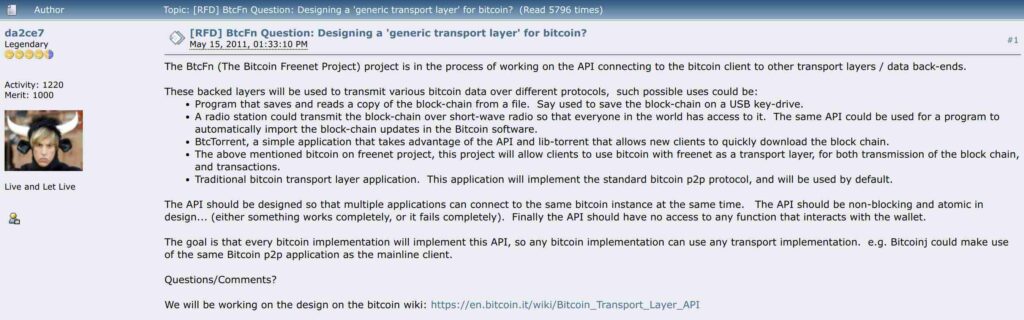 Author
Topic: [RFD] BtcFn Question: Designing a 'generic transport layer' for bitcoin?  (Read 5796 times)
da2ce7
Legendary
Activity: 1220
Merit: 1000
Live and Let Live
[RFD] BtcFn Question: Designing a 'generic transport layer' for bitcoin?
May 15, 2011, 01:33:10 PM
#1
The BtcFn (The Bitcoin Freenet Project) project is in the process of working on the API connecting to the bitcoin client to other transport layers / data back-ends.
These backed layers will be used to transmit various bitcoin data over different protocols,  such possible uses could be:
• Program that saves and reads a copy of the block-chain from a file.  Say used to save the block-chain on a USB key-drive.
• A radio station could transmit the block-chain over short-wave radio so that everyone in the world has access to it.  The same API could be used for a program to
automatically import the block-chain updates in the Bitcoin software.
• BtcTorrent, a simple application that takes advantage of the API and lib-torrent that allows new clients to quickly download the block chain.
• The above mentioned bitcoin on freenet project, this project will allow clients to use bitcoin with freenet as a transport layer, for both transmission of the block chain,
and transactions.
• Traditional bitcoin transport layer application.  This application will implement the standard bitcoin p2p protocol, and will be used by default.
The API should be designed so that multiple applications can connect to the same bitcoin instance at the same time.   The API should be non-blocking and atomic in
design... (either something works completely, or it fails completely).  Finally the API should have no access to any function that interacts with the wallet.
The goal is that every bitcoin implementation will implement this API, so any bitcoin implementation can use any transport implementation.  e.g. Bitcoinj could make use
of the same Bitcoin p2p application as the mainline client.
Questions/Comments?
We will be working on the design on the bitcoin wiki: https://en.bitcoin.it/wiki/Bitcoin_Transport_Layer_API